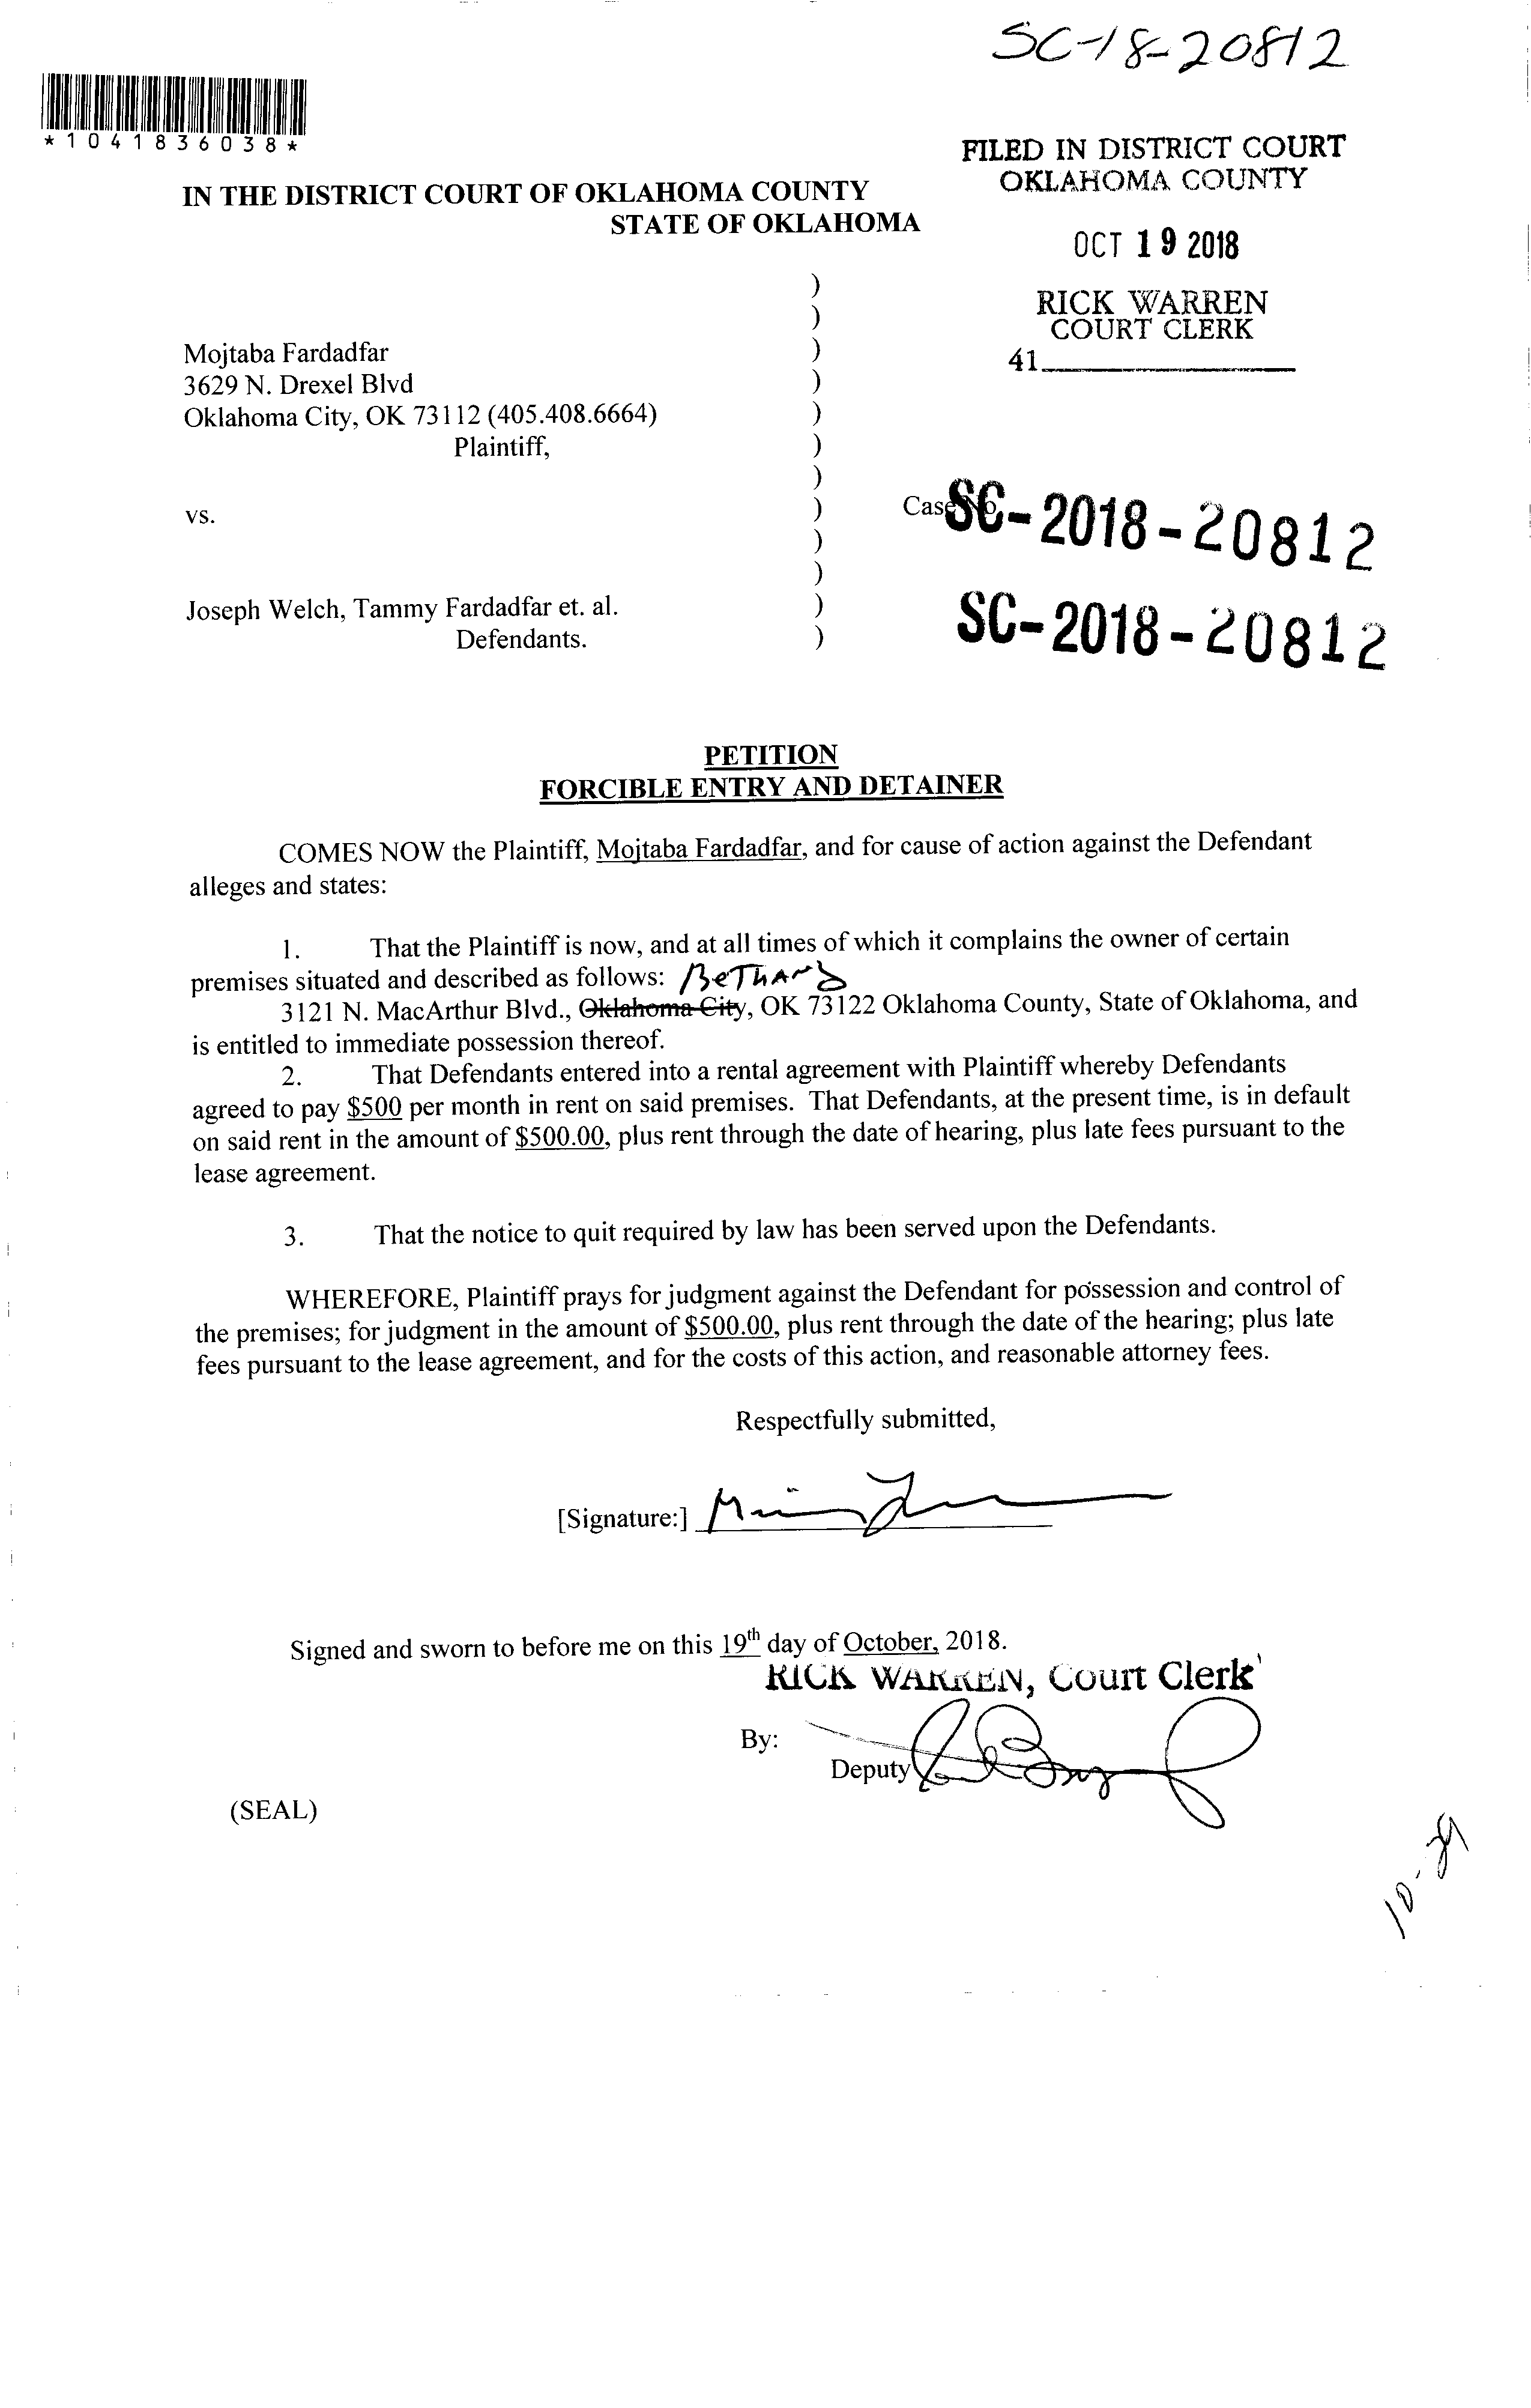 SC-18-20812
*1041836038*
FILED IN DISTRICT COURT
OKLAHOMA COUNTY
IN THE DISTRICT COURT OF OKLAHOMA COUNTY
STATE OF OKLAHOMA
OCT 19 2018
RICK WARREN
COURT CLERK
41
)
)
Mojtaba Fardadfar )
3629 N. Drexel Blvd )
Oklahoma City, OK 73112 (405.408.6664) )
Plaintiff, )
)
vs. ) Case No. SC-2018-20812
)
)
Joseph Welch, Tammy Fardadfar et. al. ) SC-2018-20812
Defendants. )
PETITION
FORCIBLE ENTRY AND DETAINER
COMES NOW the Plaintiff, Mojtaba Fardadfar, and for cause of action against the Defendant
alleges and states:
1. That the Plaintiff is now, and at all times of which it complains the owner of certain
premises situated and described as follows: Bethany
3121 N. MacArthur Blvd., Oklahoma City, OK 73122 Oklahoma County, State of Oklahoma, and
is entitled to immediate possession thereof.
2. That Defendants entered into a rental agreement with Plaintiff whereby Defendants
agreed to pay $500 per month in rent on said premises. That Defendants, at the present time, is in default
on said rent in the amount of $500.00, plus rent through the date of hearing, plus late fees pursuant to the
lease agreement.
3. That the notice to quit required by law has been served upon the Defendants.
WHEREFORE, Plaintiff prays for judgment against the Defendant for possession and control of
the premises; for judgment in the amount of $500.00, plus rent through the date of the hearing; plus late
fees pursuant to the lease agreement, and for the costs of this action, and reasonable attorney fees.
Respectfully submitted,
[Signature:]
Signed and sworn to before me on this 19th day of October, 2018.
RICK WARREN, Court Clerk
By:
Deputy
(SEAL)